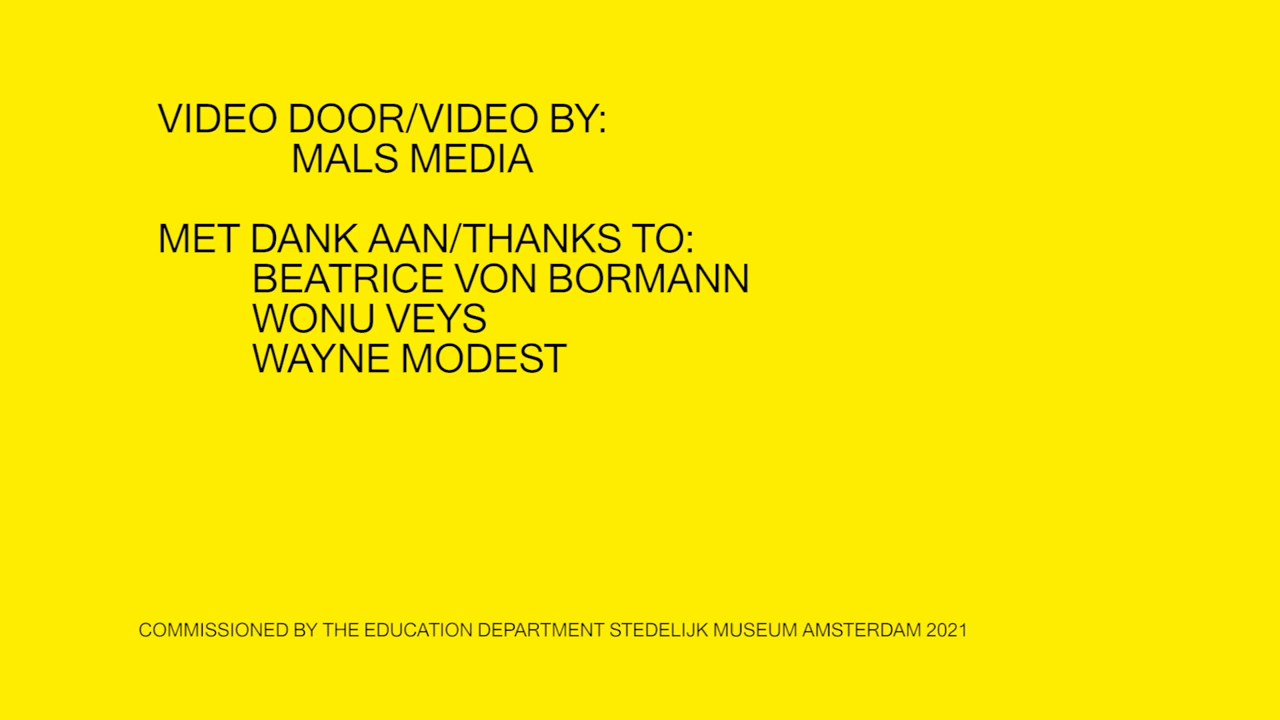 VIDEO DOOR/VIDEO BY:
MALS MEDIA
MET DANK AAN/THANKS TO:
BEATRICE VON BORMANN
WONU VEYS
WAYNE MODEST
COMMISSIONED BY THE EDUCATION DEPARTMENT STEDELIJK MUSEUM AMSTERDAM 2021